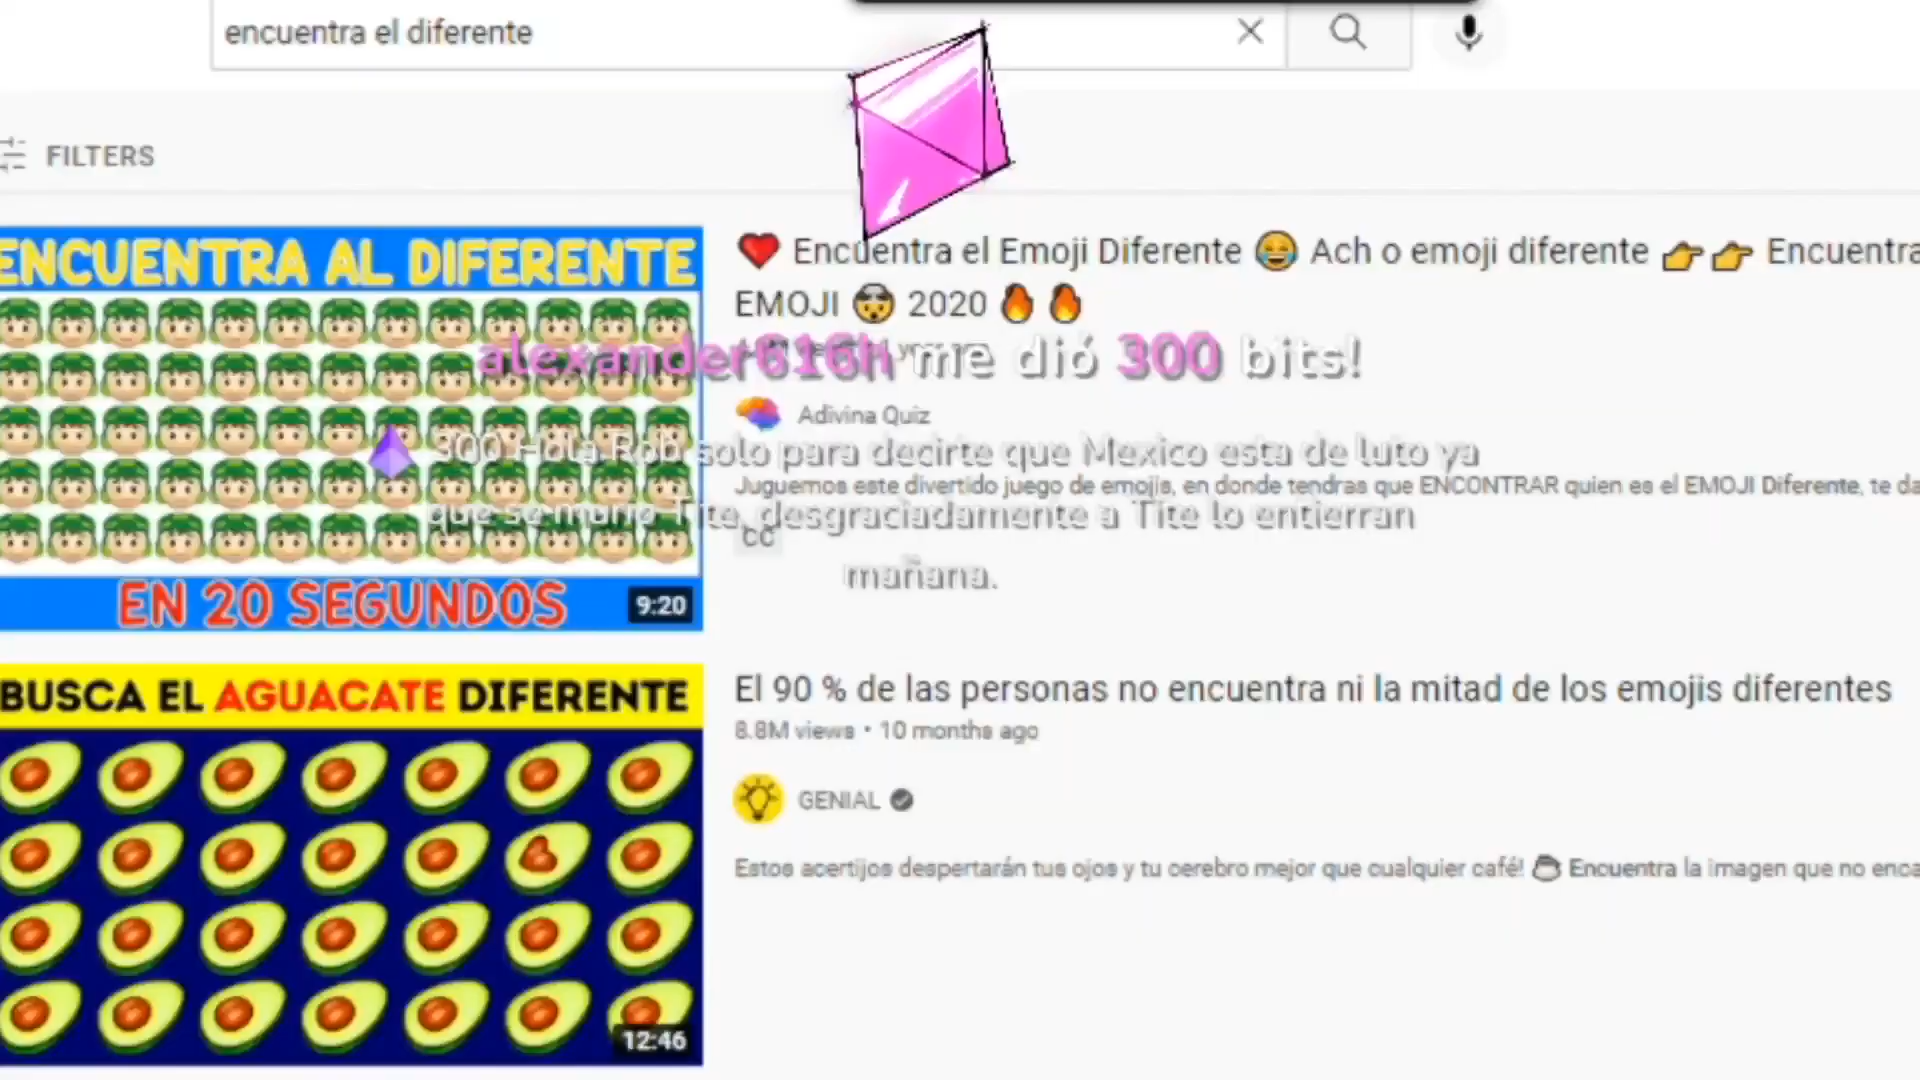 encuentra el diferente
FILTERS
ENCUENTRA AL DIFERENTE
EN 20 SEGUNDOS
9:20
Encuentra el Emoji Diferente 😂 Ach o emoji diferente 👉👉 Encuentra
EMOJI 🤯 2020 🔥🔥
alexander616h me dió 300 bits!
Adivina Quiz
300 Hola Rob solo para decirte que Mexico esta de luto ya
Juguemos este divertido juego de emojis, en donde tendras que ENCONTRAR quien es el EMOJI Diferente, te da
que se murio Tite, desgraciadamente a Tite lo entierran
CC
mañana.
BUSCA EL AGUACATE DIFERENTE
12:46
El 90 % de las personas no encuentra ni la mitad de los emojis diferentes
8.8M views • 10 months ago
GENIAL
Estos acertijos despertarán tus ojos y tu cerebro mejor que cualquier café! ☕ Encuentra la imagen que no enca